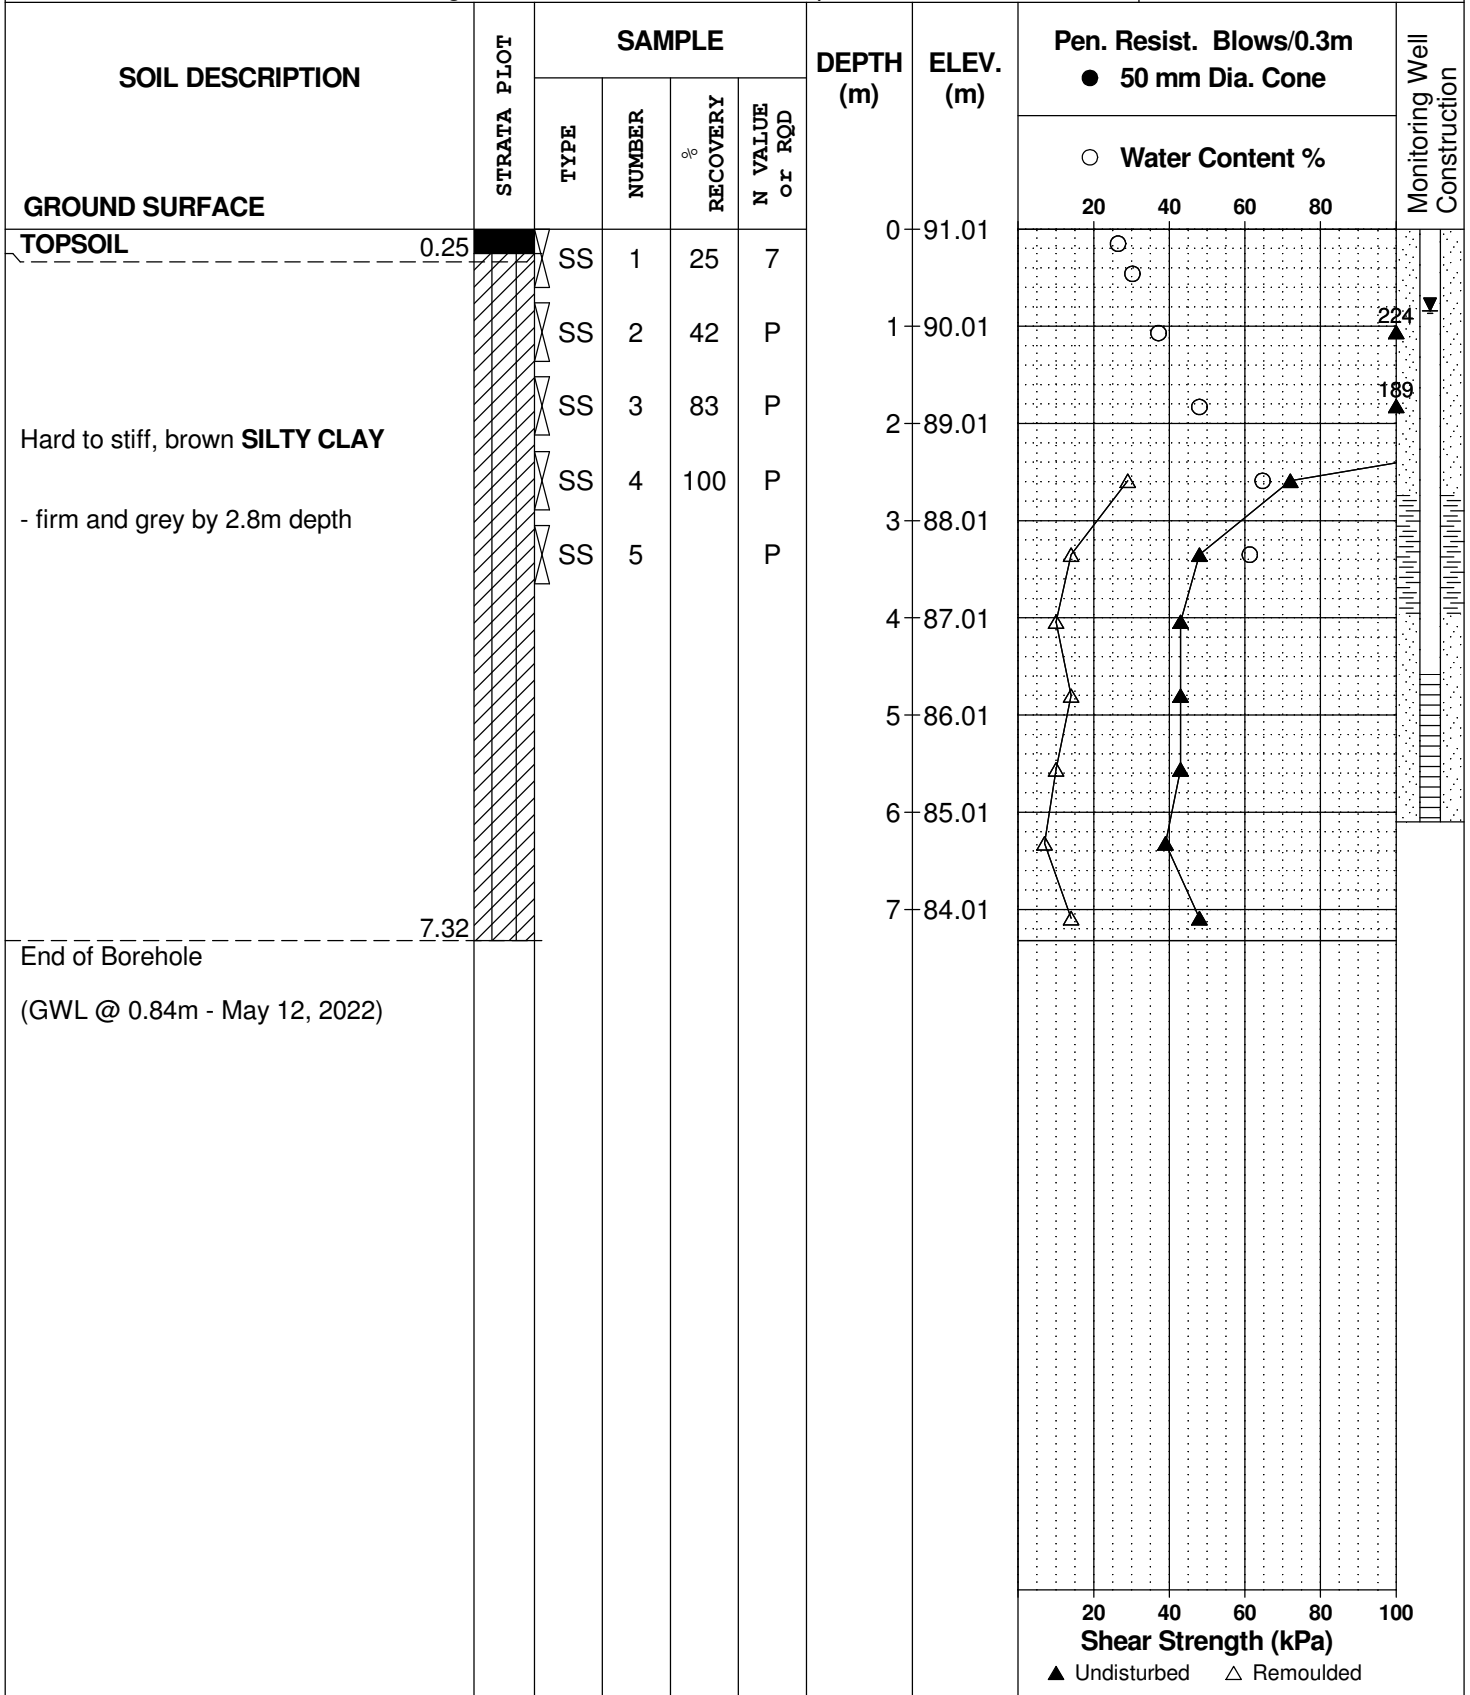 SOIL DESCRIPTION
GROUND SURFACE
STRATA PLOT
SAMPLE
TYPE
NUMBER
%
RECOVERY
N VALUE
or RQD
DEPTH
(m)
ELEV.
(m)
Pen. Resist. Blows/0.3m
50 mm Dia. Cone
Water Content %
20 40 60 80
Monitoring Well
Construction
TOPSOIL 0.25
Hard to stiff, brown SILTY CLAY
- firm and grey by 2.8m depth
7.32
End of Borehole
(GWL @ 0.84m - May 12, 2022)
SS 1 25 7
SS 2 42 P
SS 3 83 P
SS 4 100 P
SS 5 P
0 91.01
1 90.01
2 89.01
3 88.01
4 87.01
5 86.01
6 85.01
7 84.01
224
189
20 40 60 80 100
Shear Strength (kPa)
Undisturbed Remoulded